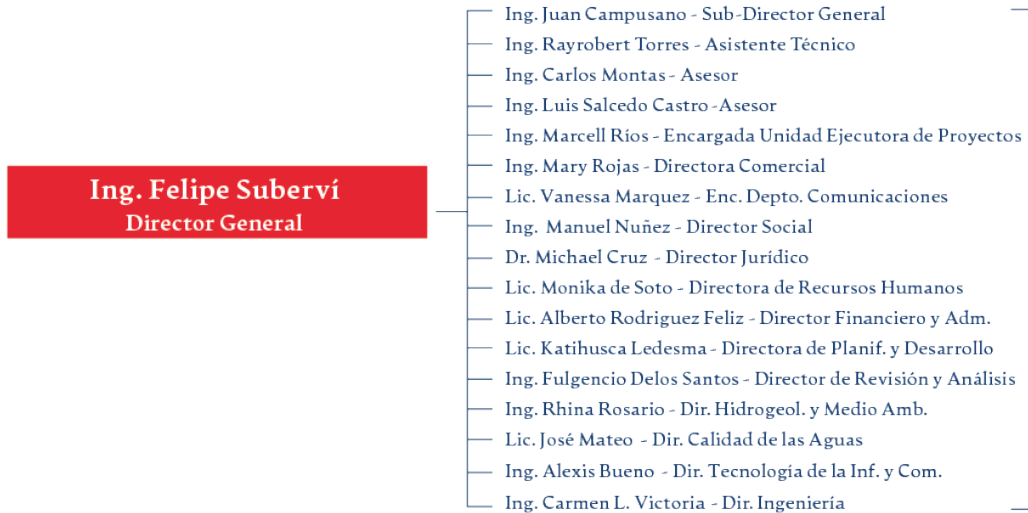 Ing. Felipe Suberví
Director General
Ing. Juan Campusano - Sub-Director General
Ing. Rayrobert Torres - Asistente Técnico
Ing. Carlos Montas - Asesor
Ing. Luis Salcedo Castro -Asesor
Ing. Marcell Ríos - Encargada Unidad Ejecutora de Proyectos
Ing. Mary Rojas - Directora Comercial
Lic. Vanessa Marquez - Enc. Depto. Comunicaciones
Ing. Manuel Nuñez - Director Social
Dr. Michael Cruz - Director Jurídico
Lic. Monika de Soto - Directora de Recursos Humanos
Lic. Alberto Rodriguez Feliz - Director Financiero y Adm.
Lic. Katihusca Ledesma - Directora de Planif. y Desarrollo
Ing. Fulgencio Delos Santos - Director de Revisión y Análisis
Ing. Rhina Rosario - Dir. Hidrogeol. y Medio Amb.
Lic. José Mateo - Dir. Calidad de las Aguas
Ing. Alexis Bueno - Dir. Tecnología de la Inf. y Com.
Ing. Carmen L. Victoria - Dir. Ingeniería